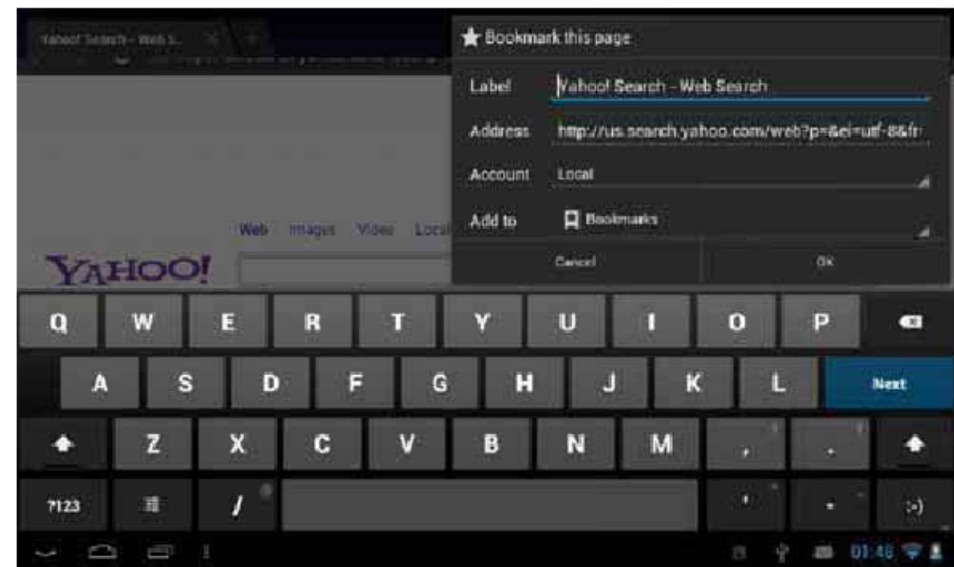 Yahoo! Search - Web S...
Bookmark this page
Label Yahoo! Search - Web Search
Address http://us.search.yahoo.com/web?p=&ei=utf-8&fr
Account Local
Add to Bookmarks
Cancel OK
Web Images Video Local
YAHOO!
Q W E R T Y U I O P
A S D F G H J K L Next
Z X C V B N M , .
?123 / ' - :-)
01:48